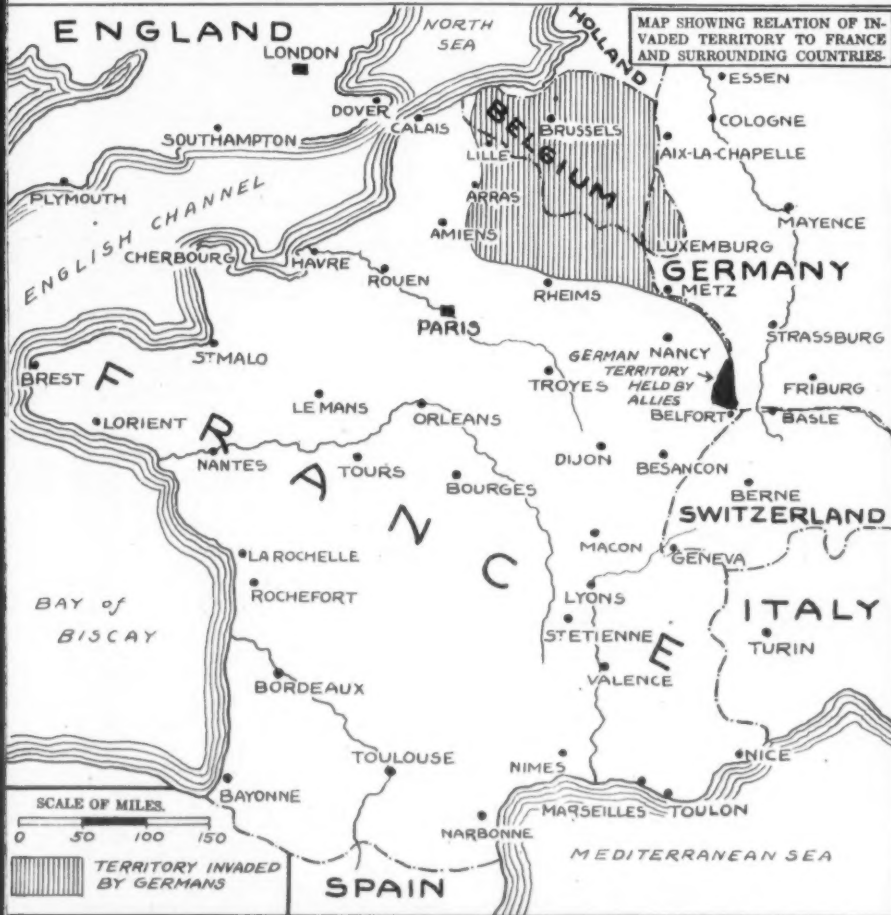 MAP SHOWING RELATION OF IN-
VADED TERRITORY TO FRANCE
AND SURROUNDING COUNTRIES-
ENGLAND
NORTH
SEA
HOLLAND
LONDON
ESSEN
DOVER
CALAIS
BELGIUM
BRUSSELS
COLOGNE
SOUTHAMPTON
LILLE
AIX-LA-CHAPELLE
PLYMOUTH
ARRAS
MAYENCE
ENGLISH CHANNEL
AMIENS
CHERBOURG
HAVRE
LUXEMBURG
ROUEN
GERMANY
RHEIMS
METZ
PARIS
STRASSBURG
ST MALO
NANCY
GERMAN
TERRITORY
HELD BY
ALLIES
BREST
TROYES
FRIBURG
FRANCE
LE MANS
ORLEANS
BELFORT
BASLE
LORIENT
NANTES
TOURS
DIJON
BESANCON
BOURGES
BERNE
SWITZERLAND
MACON
GENEVA
LA ROCHELLE
LYONS
ROCHEFORT
ITALY
BAY of
BISCAY
ST ETIENNE
TURIN
VALENCE
BORDEAUX
TOULOUSE
NIMES
NICE
BAYONNE
MARSEILLES
TOULON
NARBONNE
MEDITERRANEAN SEA
SPAIN
SCALE OF MILES.
0 50 100 150
TERRITORY INVADED
BY GERMANS